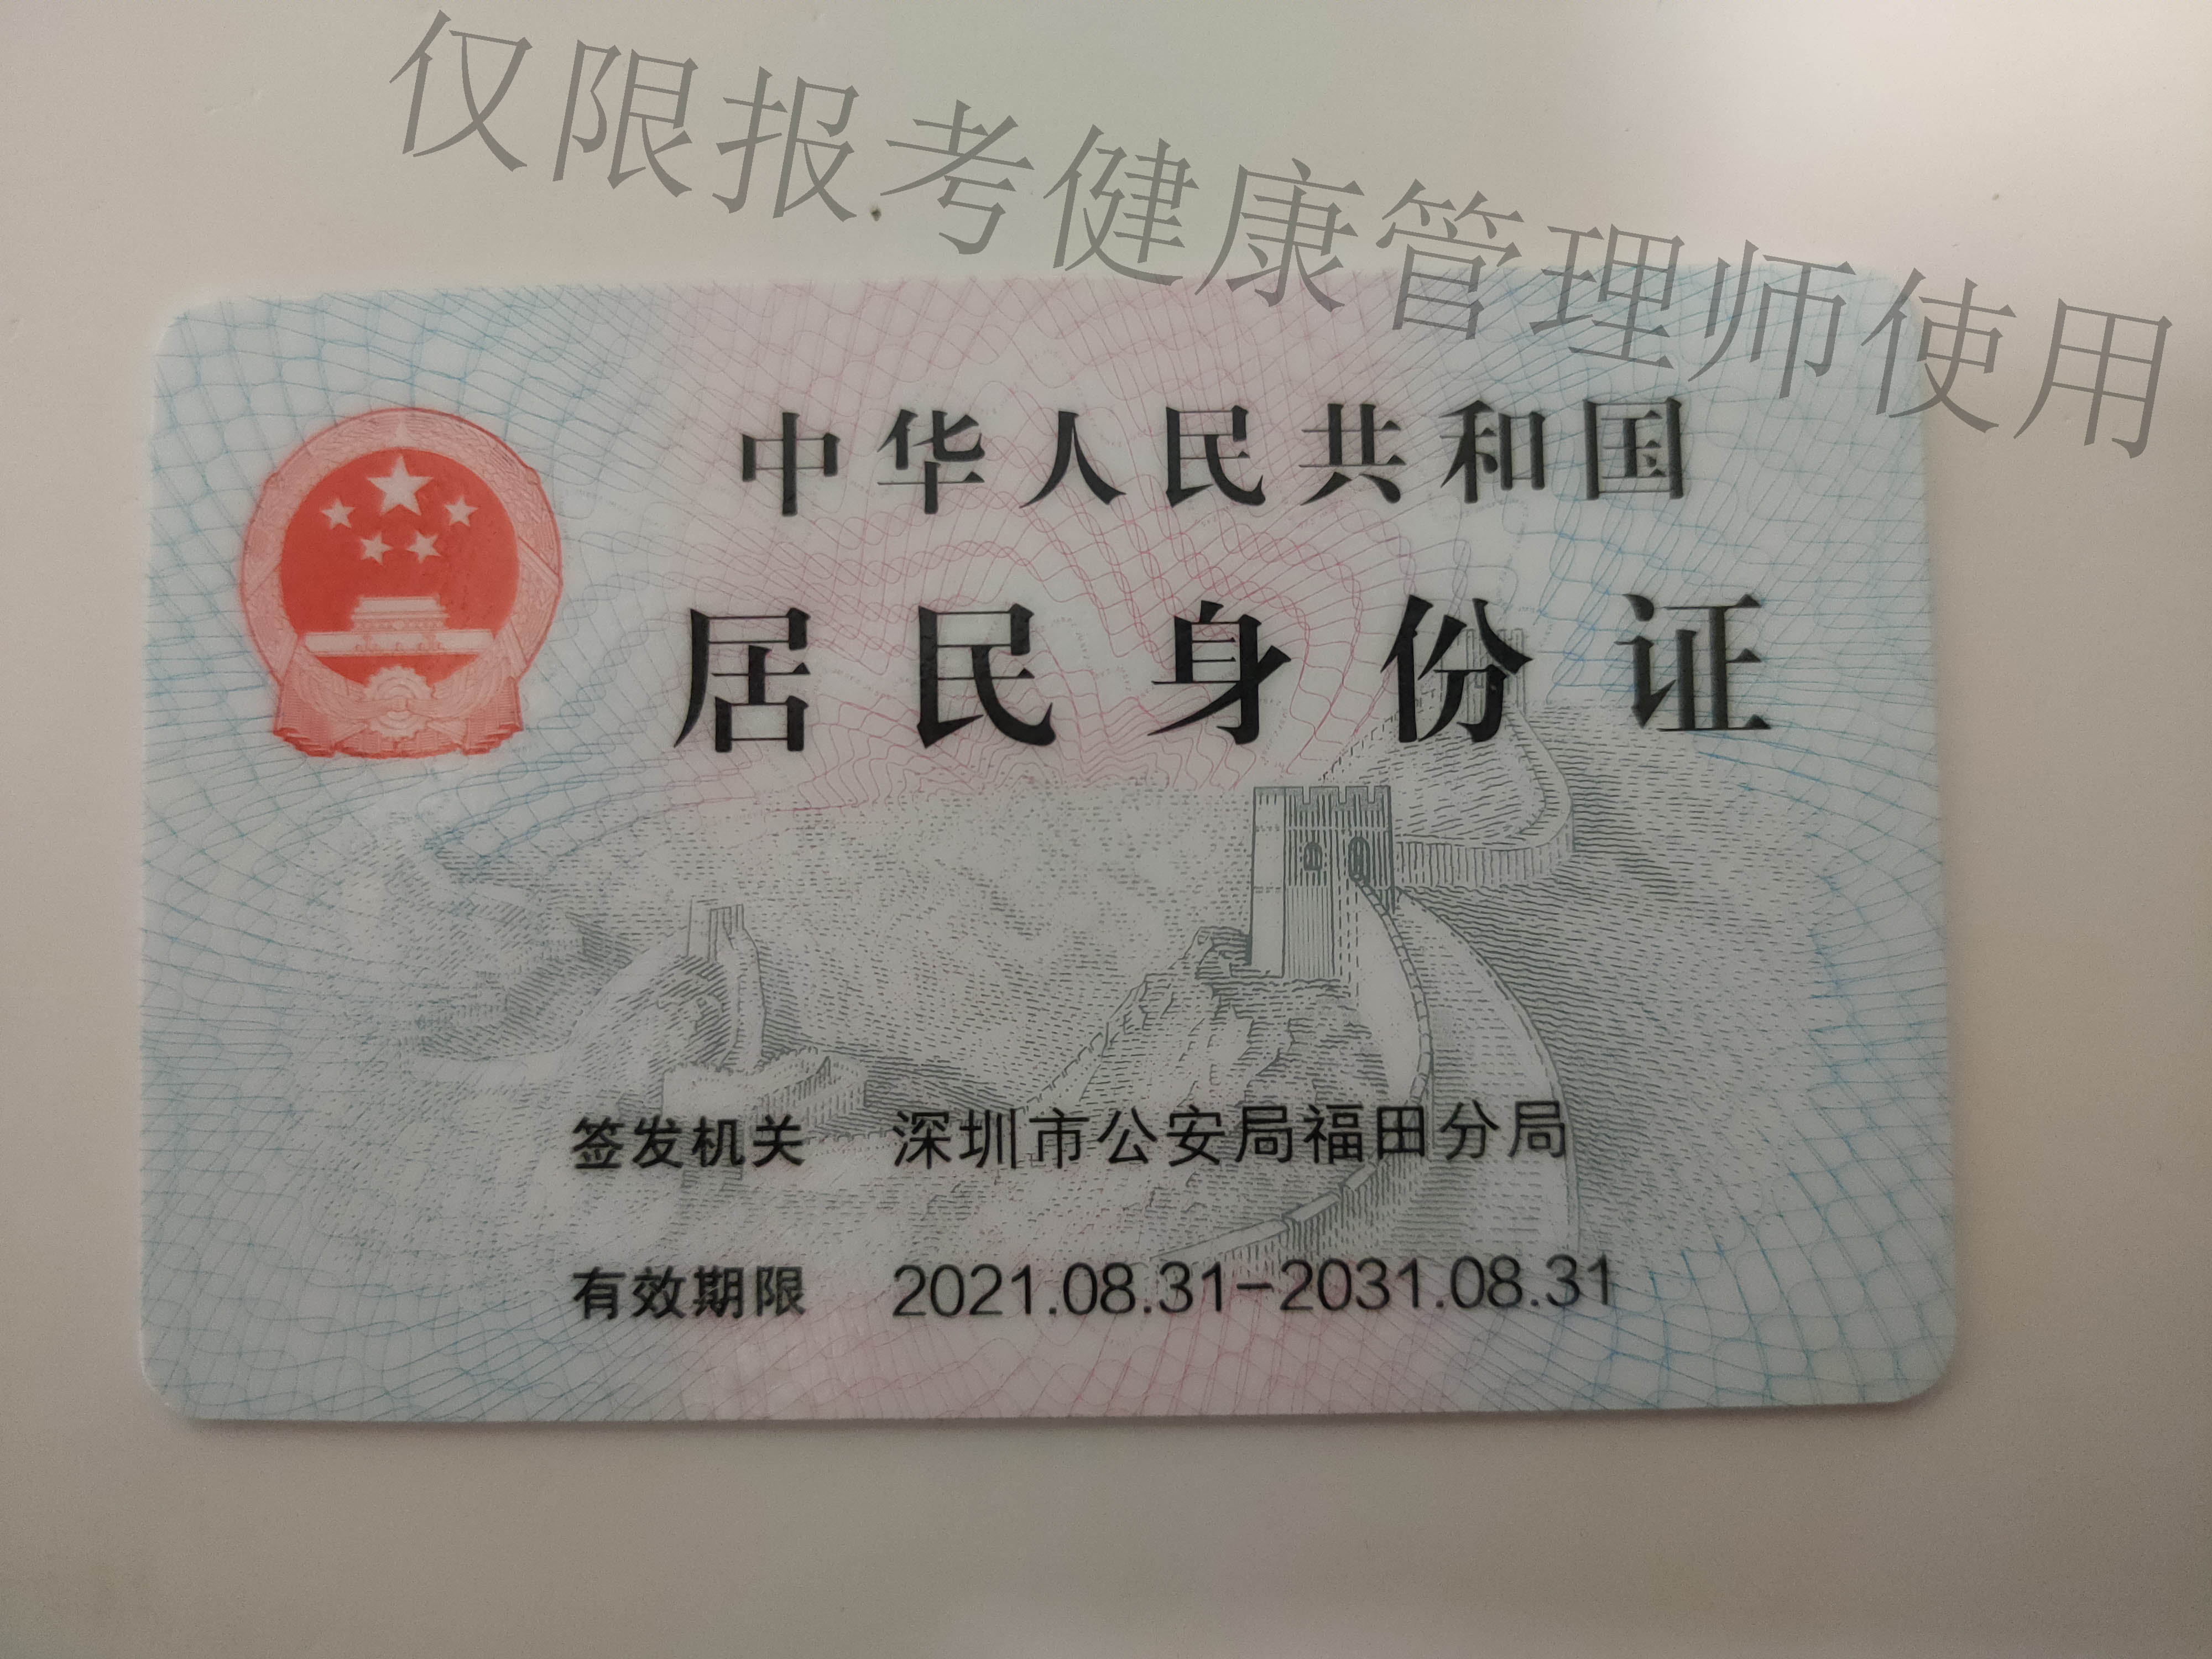 仅限报考健康管理师使用
中华人民共和国
居民身份证
签发机关 深圳市公安局福田分局
有效期限 2021.08.31-2031.08.31